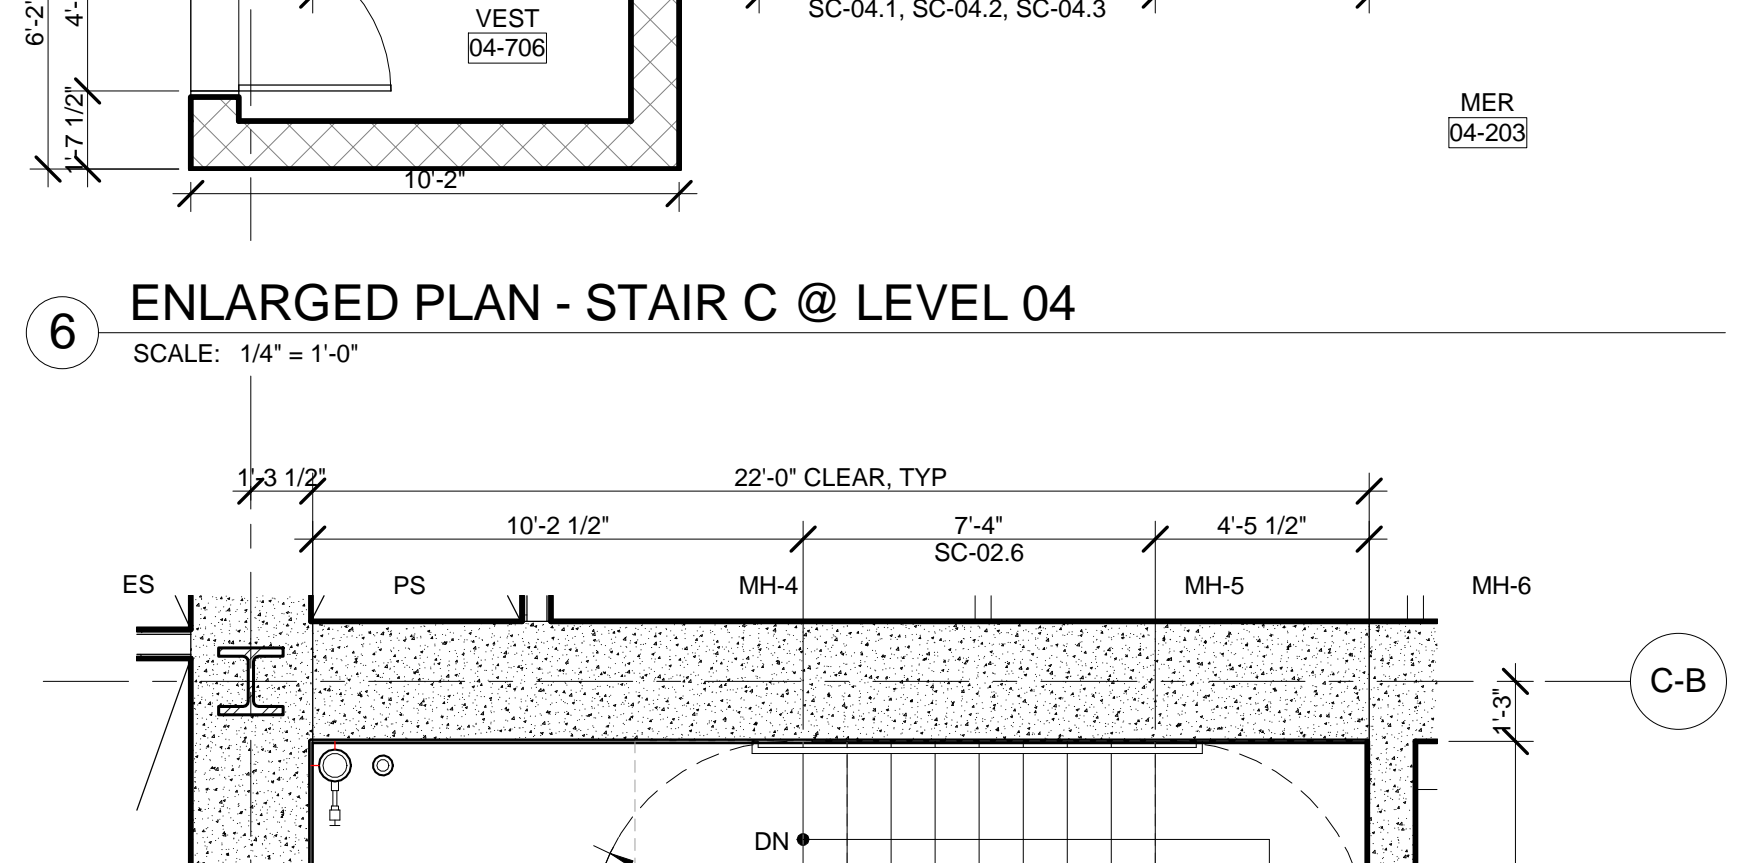 6'-2"
4'-
VEST
04-706
SC-04.1, SC-04.2, SC-04.3
1'-7 1/2"
MER
04-203
10'-2"
6
ENLARGED PLAN - STAIR C @ LEVEL 04
SCALE: 1/4" = 1'-0"
1'-3 1/2"
22'-0" CLEAR, TYP
10'-2 1/2"
7'-4"
4'-5 1/2"
SC-02.6
ES
PS
MH-4
MH-5
MH-6
C-B
1'-3"
DN